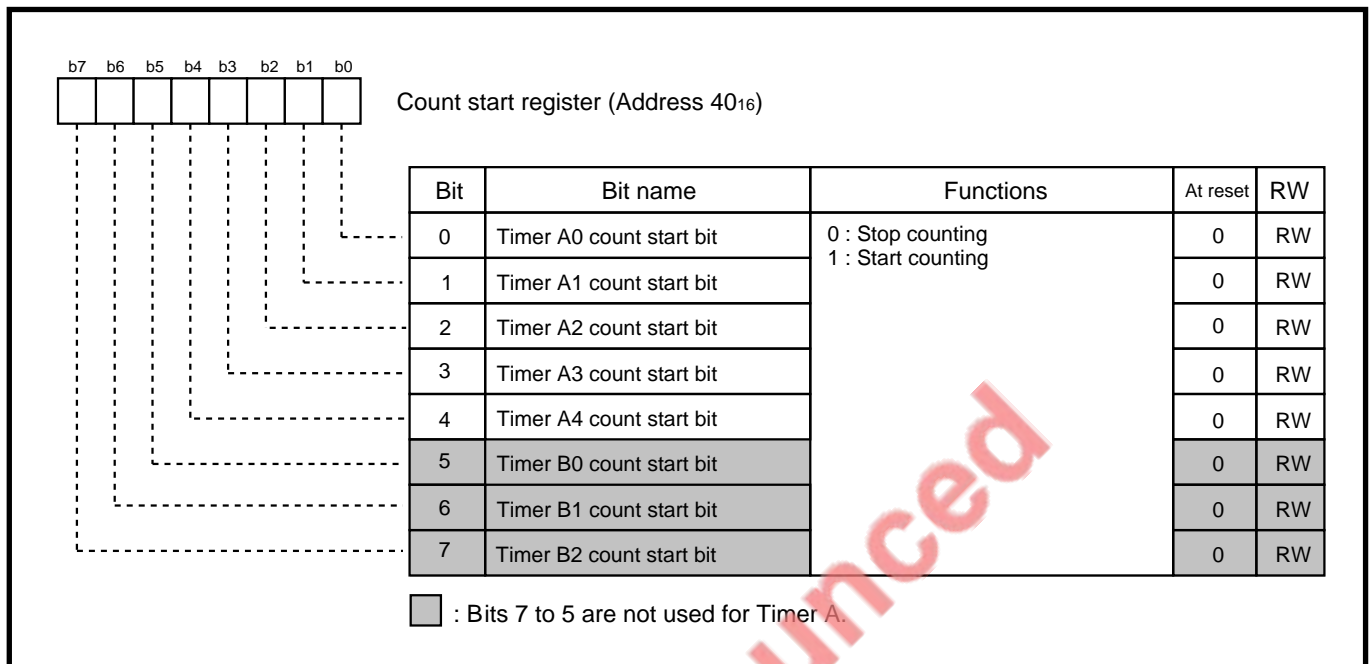 b7 b6 b5 b4 b3 b2 b1 b0
Count start register (Address 40₁₆)
Bit Bit name Functions At reset RW
0 Timer A0 count start bit 0 : Stop counting 0 RW
1 : Start counting
1 Timer A1 count start bit 0 RW
2 Timer A2 count start bit 0 RW
3 Timer A3 count start bit 0 RW
4 Timer A4 count start bit 0 RW
5 Timer B0 count start bit 0 RW
6 Timer B1 count start bit 0 RW
7 Timer B2 count start bit 0 RW
: Bits 7 to 5 are not used for Timer A.
unced